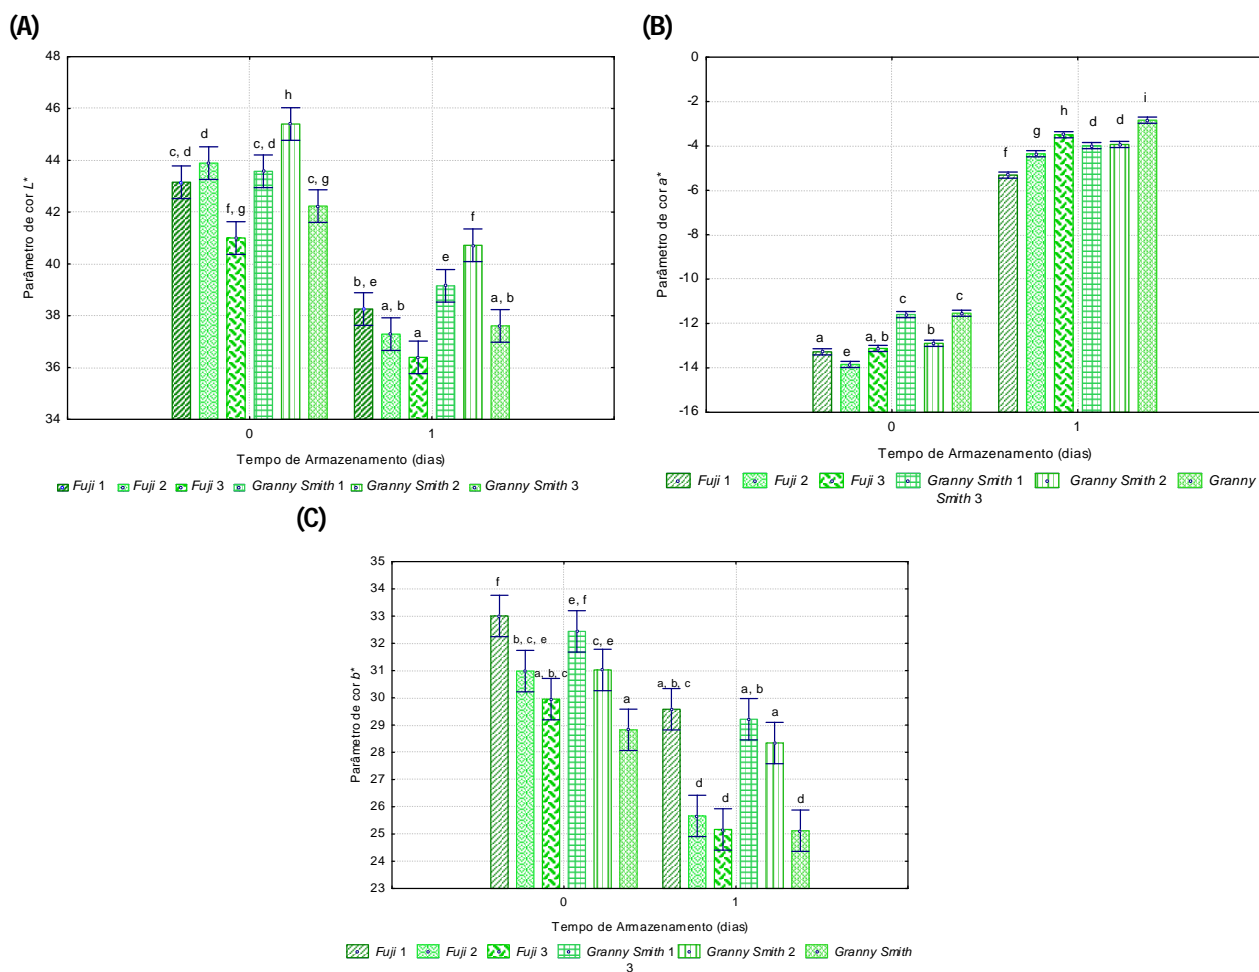 (A)
48
46
44
42
40
38
36
34
Parâmetro de cor L*
c, d
d
f, g
c, d
h
c, g
b, e
a, b
a
e
f
a, b
0
1
Tempo de Armazenamento (dias)
Fuji 1 Fuji 2 Fuji 3 Granny Smith 1 Granny Smith 2 Granny Smith 3
(B)
0
-2
-4
-6
-8
-10
-12
-14
-16
Parâmetro de cor a*
a
e
a, b
c
b
c
f
g
h
d
d
i
0
1
Tempo de Armazenamento (dias)
Fuji 1 Fuji 2 Fuji 3 Granny Smith 1 Granny Smith 2 Granny
Smith 3
(C)
35
34
33
32
31
30
29
28
27
26
25
24
23
Parâmetro de cor b*
f
b, c, e
a, b, c
e, f
c, e
a
a, b, c
d
d
a, b
a
d
0
1
Tempo de Armazenamento (dias)
Fuji 1 Fuji 2 Fuji 3 Granny Smith 1 Granny Smith 2 Granny Smith
3